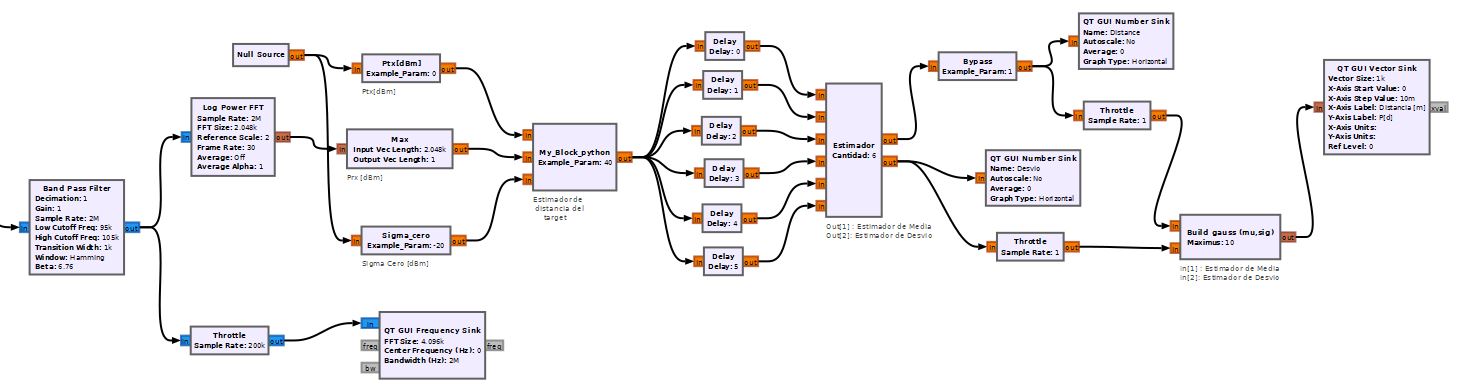 Band Pass Filter
Decimation: 1
Gain: 1
Sample Rate: 2M
Low Cutoff Freq: 95k
High Cutoff Freq: 105k
Transition Width: 1k
Window: Hamming
Beta: 6.76
in
out
Log Power FFT
Sample Rate: 2M
FFT Size: 2.048k
Reference Scale: 2
Frame Rate: 30
Average: Off
Average Alpha: 1
in
out
Null Source
out
Ptx[dBm]
Example_Param: 0
in
out
Ptx[dBm]
Max
Input Vec Length: 2.048k
Output Vec Length: 1
in
out
Prx [dBm]
Sigma_cero
Example_Param: -20
in
out
Sigma Cero [dBm]
Throttle
Sample Rate: 200k
in
out
QT GUI Frequency Sink
FFT Size: 4.096k
Center Frequency (Hz): 0
Bandwidth (Hz): 2M
in
freq
bw
freq
My_Block_python
Example_Param: 40
in
in
in
out
Estimador de
distancia del
target
Delay
Delay: 0
in
out
Delay
Delay: 1
in
out
Delay
Delay: 2
in
out
Delay
Delay: 3
in
out
Delay
Delay: 4
in
out
Delay
Delay: 5
in
out
Estimador
Cantidad: 6
in
in
in
in
in
in
out
out
Out[1] : Estimador de Media
Out[2]: Estimador de Desvio
Bypass
Example_Param: 1
in
out
QT GUI Number Sink
Name: Distance
Autoscale: No
Average: 0
Graph Type: Horizontal
in
Throttle
Sample Rate: 1
in
out
QT GUI Number Sink
Name: Desvio
Autoscale: No
Average: 0
Graph Type: Horizontal
in
Throttle
Sample Rate: 1
in
out
Build gauss (mu,sig)
Maximus: 10
in
in
out
In[1] : Estimador de Media
In[2]: Estimador de Desvio
QT GUI Vector Sink
Vector Size: 1k
X-Axis Start Value: 0
X-Axis Step Value: 10m
X-Axis Label: Distancia [m]
Y-Axis Label: P[d]
X-Axis Units:
Y-Axis Units:
Ref Level: 0
in
xval